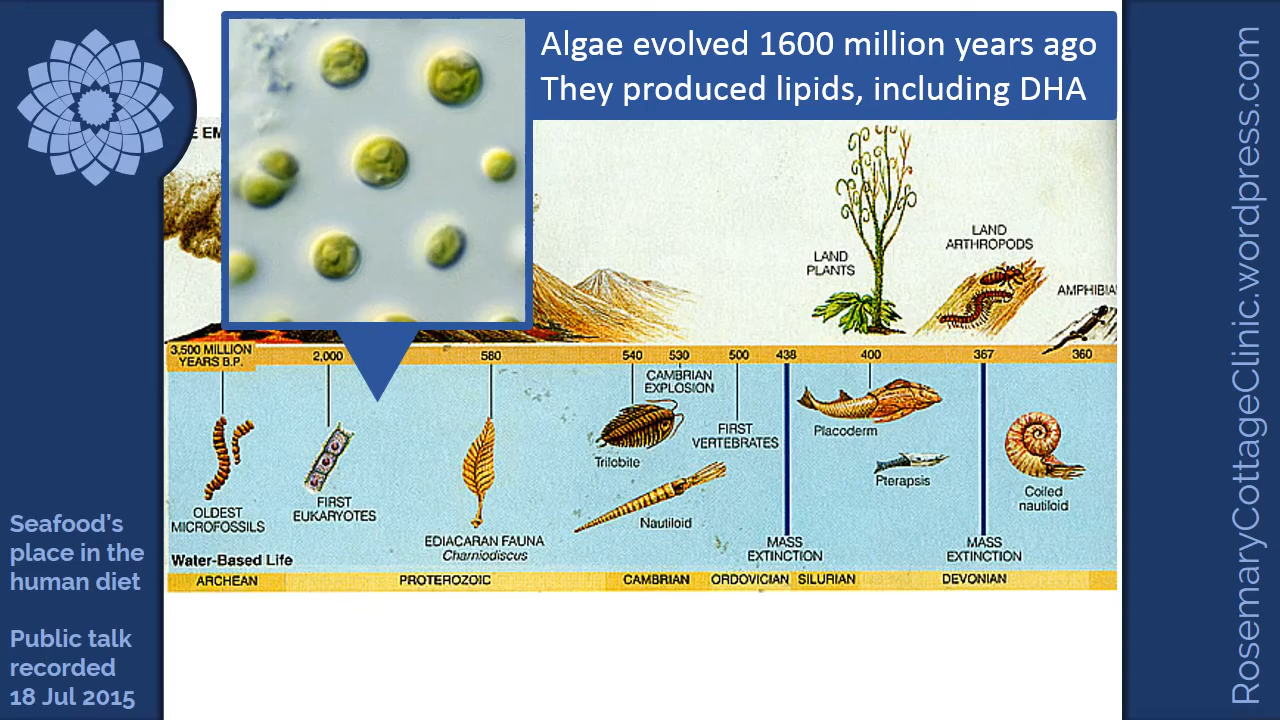 Algae evolved 1600 million years ago
They produced lipids, including DHA
E EM
LAND
PLANTS
LAND
ARTHROPODS
AMPHIBIA
3,500 MILLION
YEARS B.P.
2,000
580
540
530
500
438
400
367
360
CAMBRIAN
EXPLOSION
FIRST
VERTEBRATES
Placoderm
Trilobite
Pterapsis
Coiled
nautiloid
OLDEST
MICROFOSSILS
FIRST
EUKARYOTES
Nautiloid
EDIACARAN FAUNA
Charniodiscus
MASS
EXTINCTION
MASS
EXTINCTION
Water-Based Life
ARCHEAN
PROTEROZOIC
CAMBRIAN
ORDOVICIAN
SILURIAN
DEVONIAN
Seafood's
place in the
human diet
Public talk
recorded
18 Jul 2015
RosemaryCottageClinic.wordpress.com